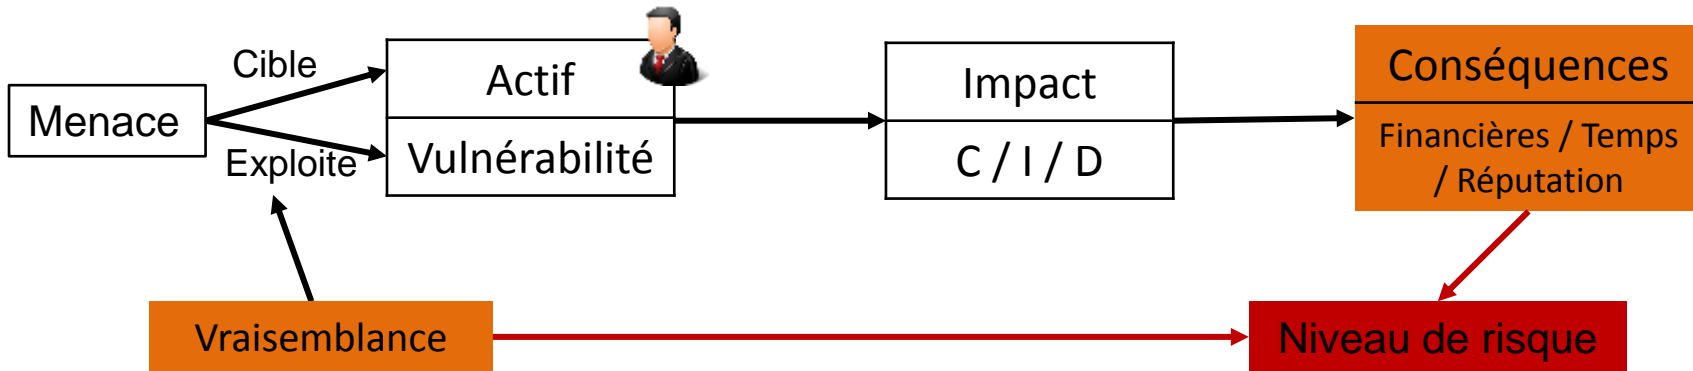 Menace
Cible
Exploite
Actif
Vulnérabilité
Impact
C / I / D
Conséquences
Financières / Temps
/ Réputation
Vraisemblance
Niveau de risque